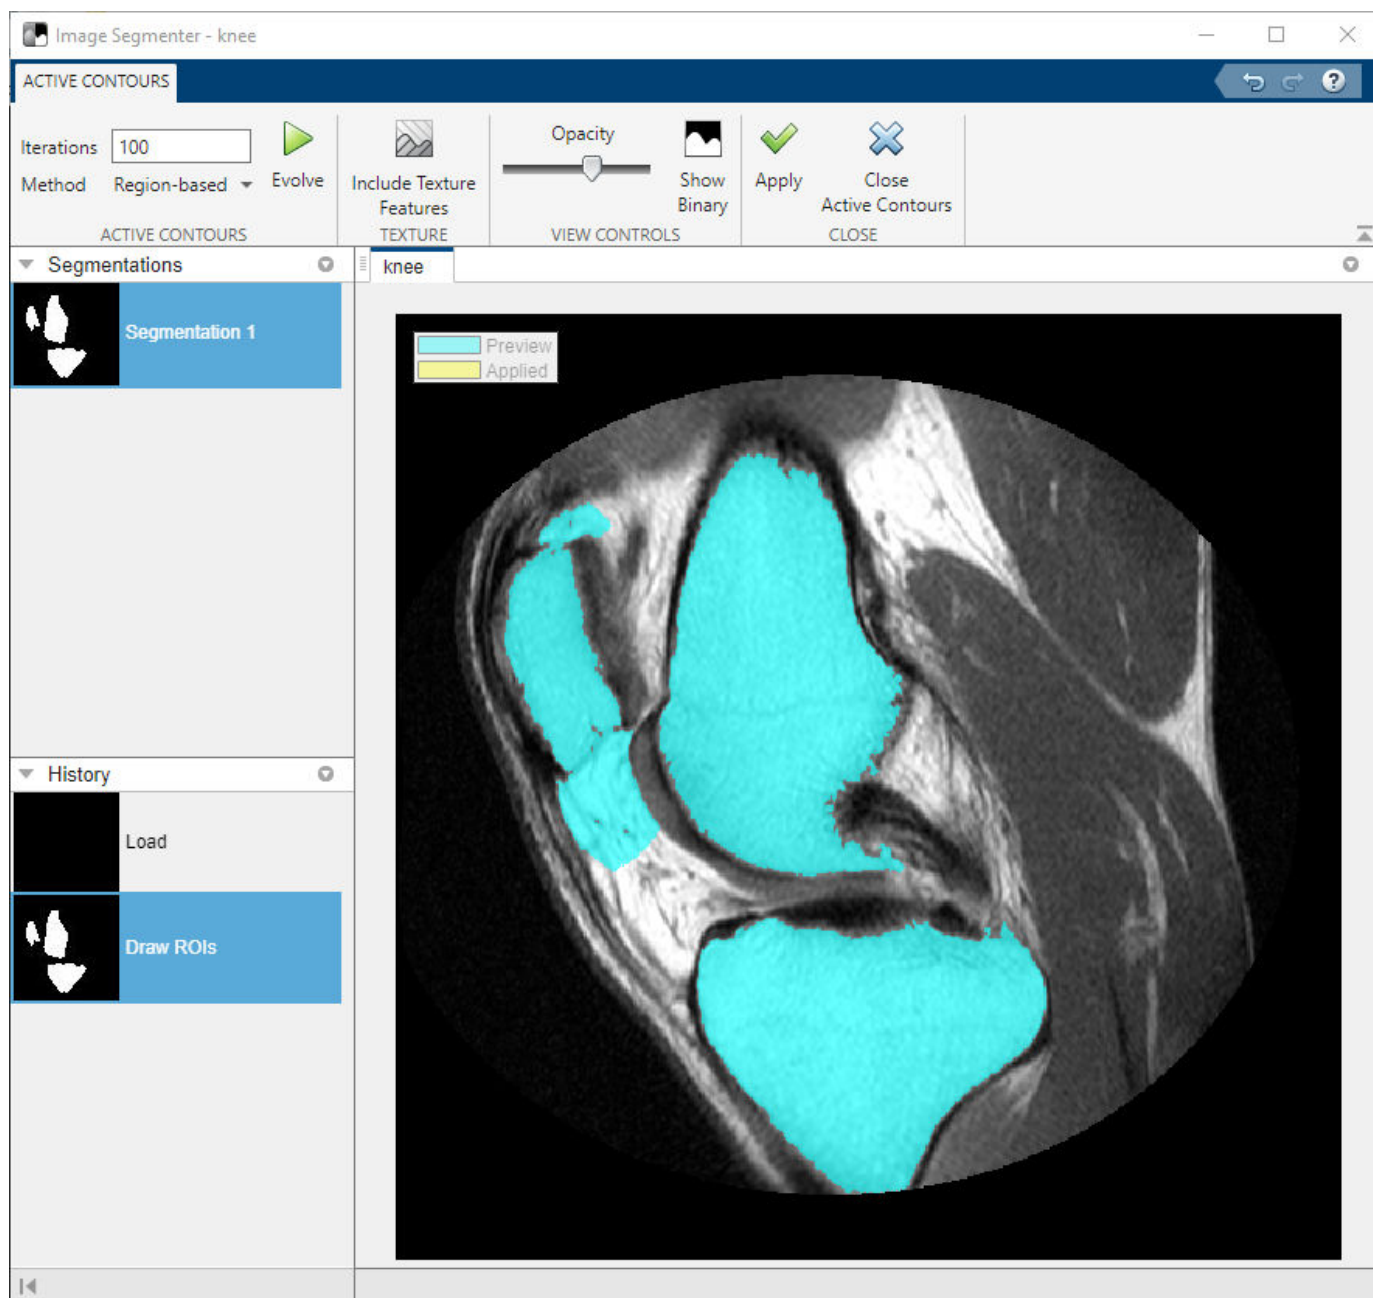 Image Segmenter - knee
ACTIVE CONTOURS
Iterations 100
Method Region-based
Evolve
ACTIVE CONTOURS
Include Texture
Features
TEXTURE
Opacity
Show
Binary
VIEW CONTROLS
Apply
Close
Active Contours
CLOSE
Segmentations
Segmentation 1
History
Load
Draw ROIs
knee
Preview
Applied